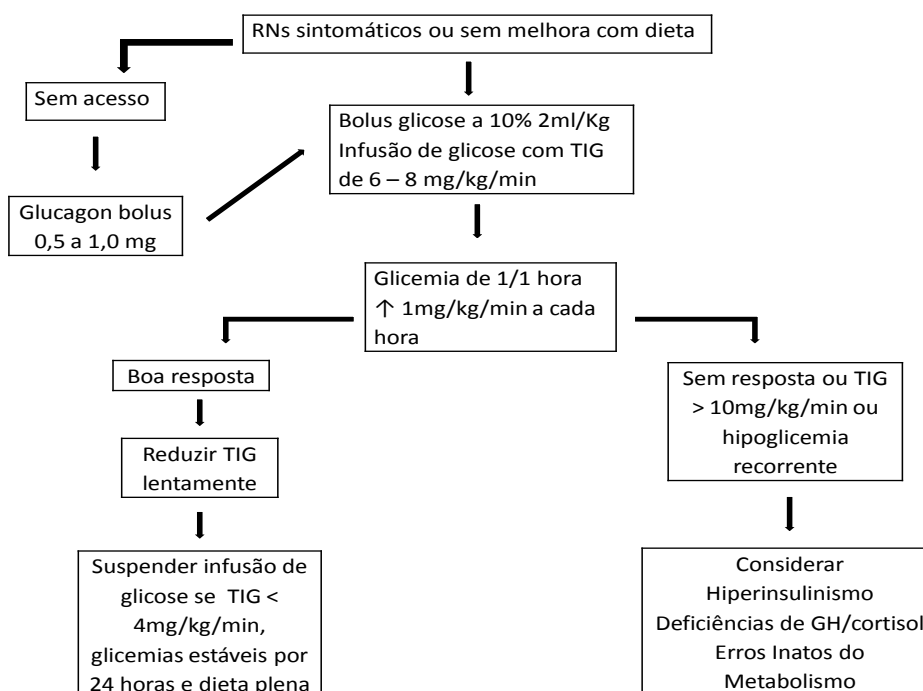 RNs sintomáticos ou sem melhora com dieta
Sem acesso
Bolus glicose a 10% 2ml/Kg
Infusão de glicose com TIG
de 6 – 8 mg/kg/min
Glucagon bolus
0,5 a 1,0 mg
Glicemia de 1/1 hora
↑ 1mg/kg/min a cada
hora
Boa resposta
Reduzir TIG
lentamente
Suspender infusão de
glicose se TIG <
4mg/kg/min,
glicemias estáveis por
24 horas e dieta plena
Sem resposta ou TIG
> 10mg/kg/min ou
hipoglicemia
recorrente
Considerar
Hiperinsulinismo
Deficiências de GH/cortisol
Erros Inatos do
Metabolismo